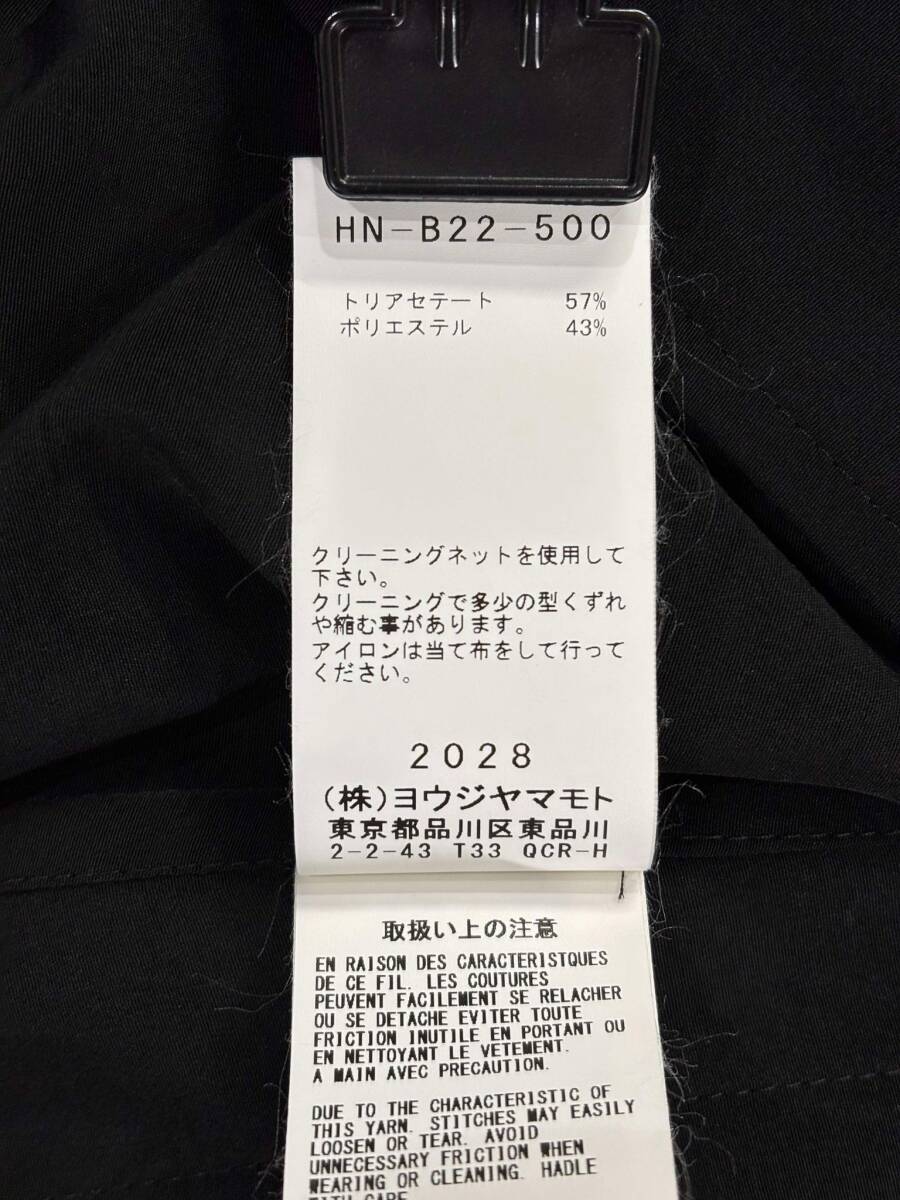 HN-B22-500
トリアセテート 57%
ポリエステル 43%
クリーニングネットを使用して
下さい。
クリーニングで多少の型くずれ
や縮む事があります。
アイロンは当て布をして行って
ください。
2028
(株)ヨウジヤマモト
東京都品川区東品川
2-2-43 T33 QCR-H
取扱い上の注意
EN RAISON DES CARACTERISTQUES
DE CE FIL. LES COUTURES
PEUVENT FACILEMENT SE RELACHER
OU SE DETACHE EVITER TOUTE
FRICTION INUTILE EN PORTANT OU
EN NETTOYANT LE VETEMENT.
A MAIN AVEC PRECAUTION.
DUE TO THE CHARACTERISTIC OF
THIS YARN. STITCHES MAY EASILY
LOOSEN OR TEAR. AVOID
UNNECESSARY FRICTION WHEN
WEARING OR CLEANING. HADLE
WITH CARE